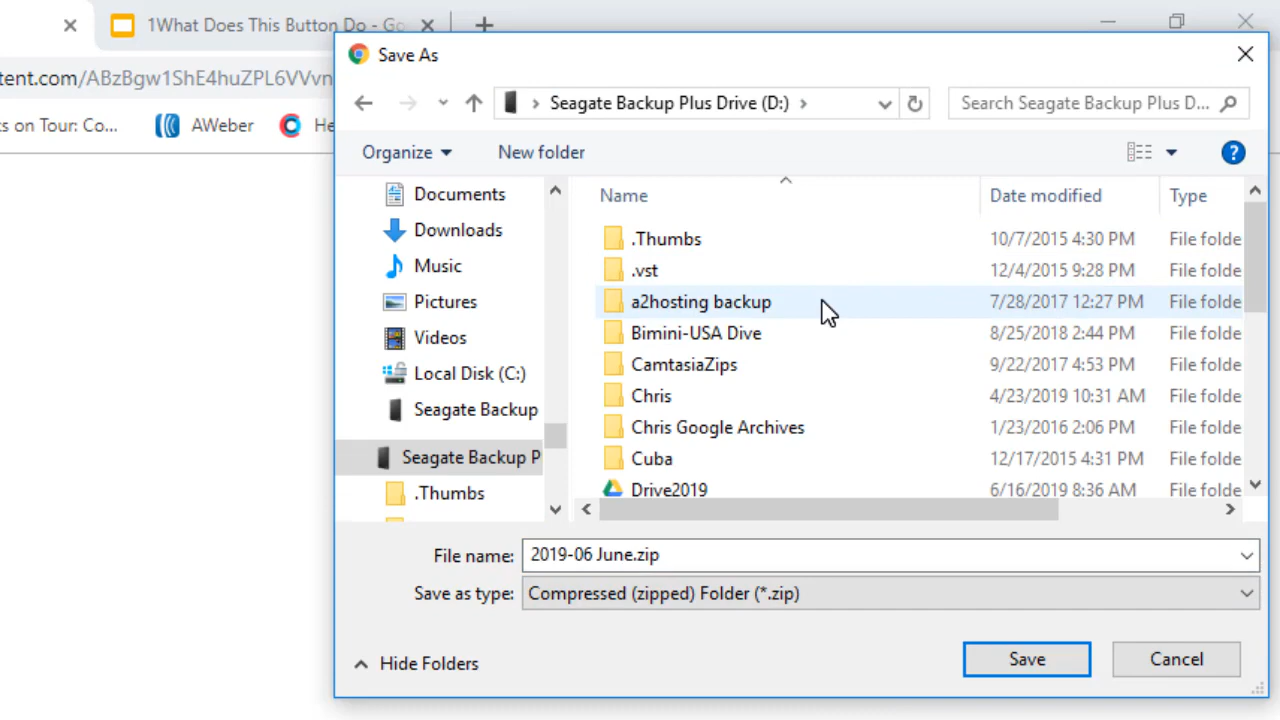 1What Does This Button Do - Go
tent.com/ABzBgw1ShE4huZPL6VVvn
ts on Tour: Co...
AWeber
He
Save As
Seagate Backup Plus Drive (D:)
Search Seagate Backup Plus D...
Organize
New folder
?
Documents
Downloads
Music
Pictures
Videos
Local Disk (C:)
Seagate Backup
Seagate Backup P
.Thumbs
Name Date modified Type
.Thumbs 10/7/2015 4:30 PM File folde
.vst 12/4/2015 9:28 PM File folde
a2hosting backup 7/28/2017 12:27 PM File folde
Bimini-USA Dive 8/25/2018 2:44 PM File folde
CamtasiaZips 9/22/2017 4:53 PM File folde
Chris 4/23/2019 10:31 AM File folde
Chris Google Archives 1/23/2016 2:06 PM File folde
Cuba 12/17/2015 4:31 PM File folde
Drive2019 6/16/2019 8:36 AM File folde
File name: 2019-06 June.zip
Save as type: Compressed (zipped) Folder (*.zip)
Hide Folders
Save
Cancel